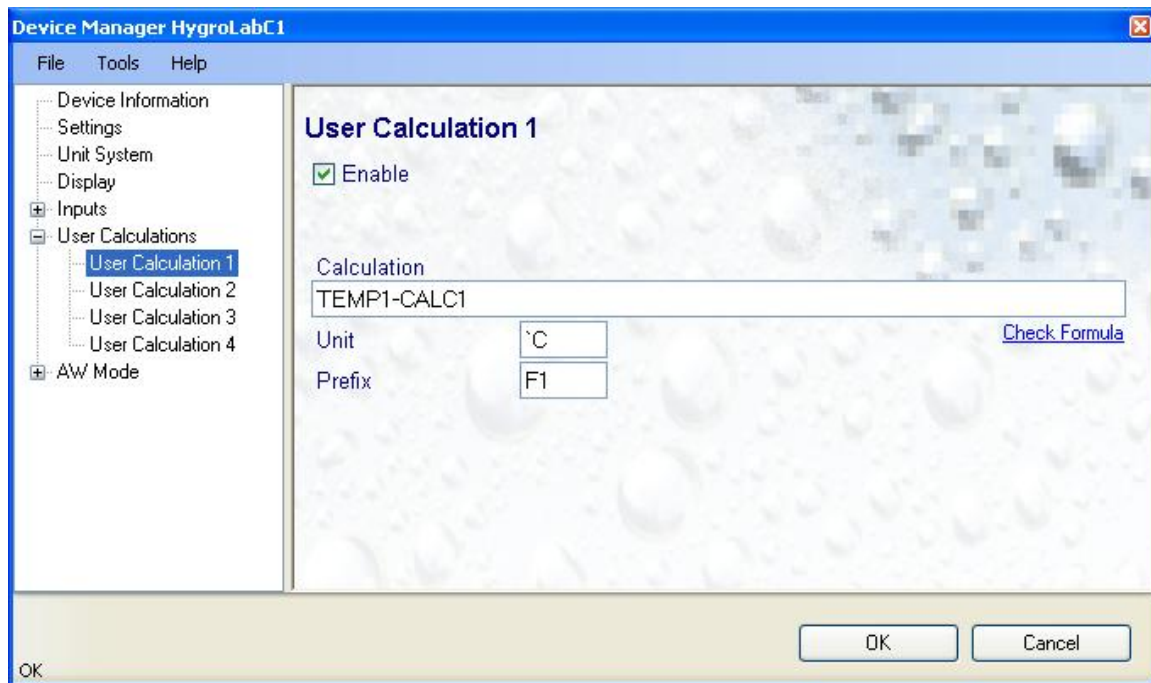 Device Manager HygroLabC1
File Tools Help
Device Information
Settings
Unit System
Display
Inputs
User Calculations
User Calculation 1
User Calculation 2
User Calculation 3
User Calculation 4
AW Mode
User Calculation 1
Enable
Calculation
TEMP1-CALC1
Unit `C
Check Formula
Prefix F1
OK Cancel
OK